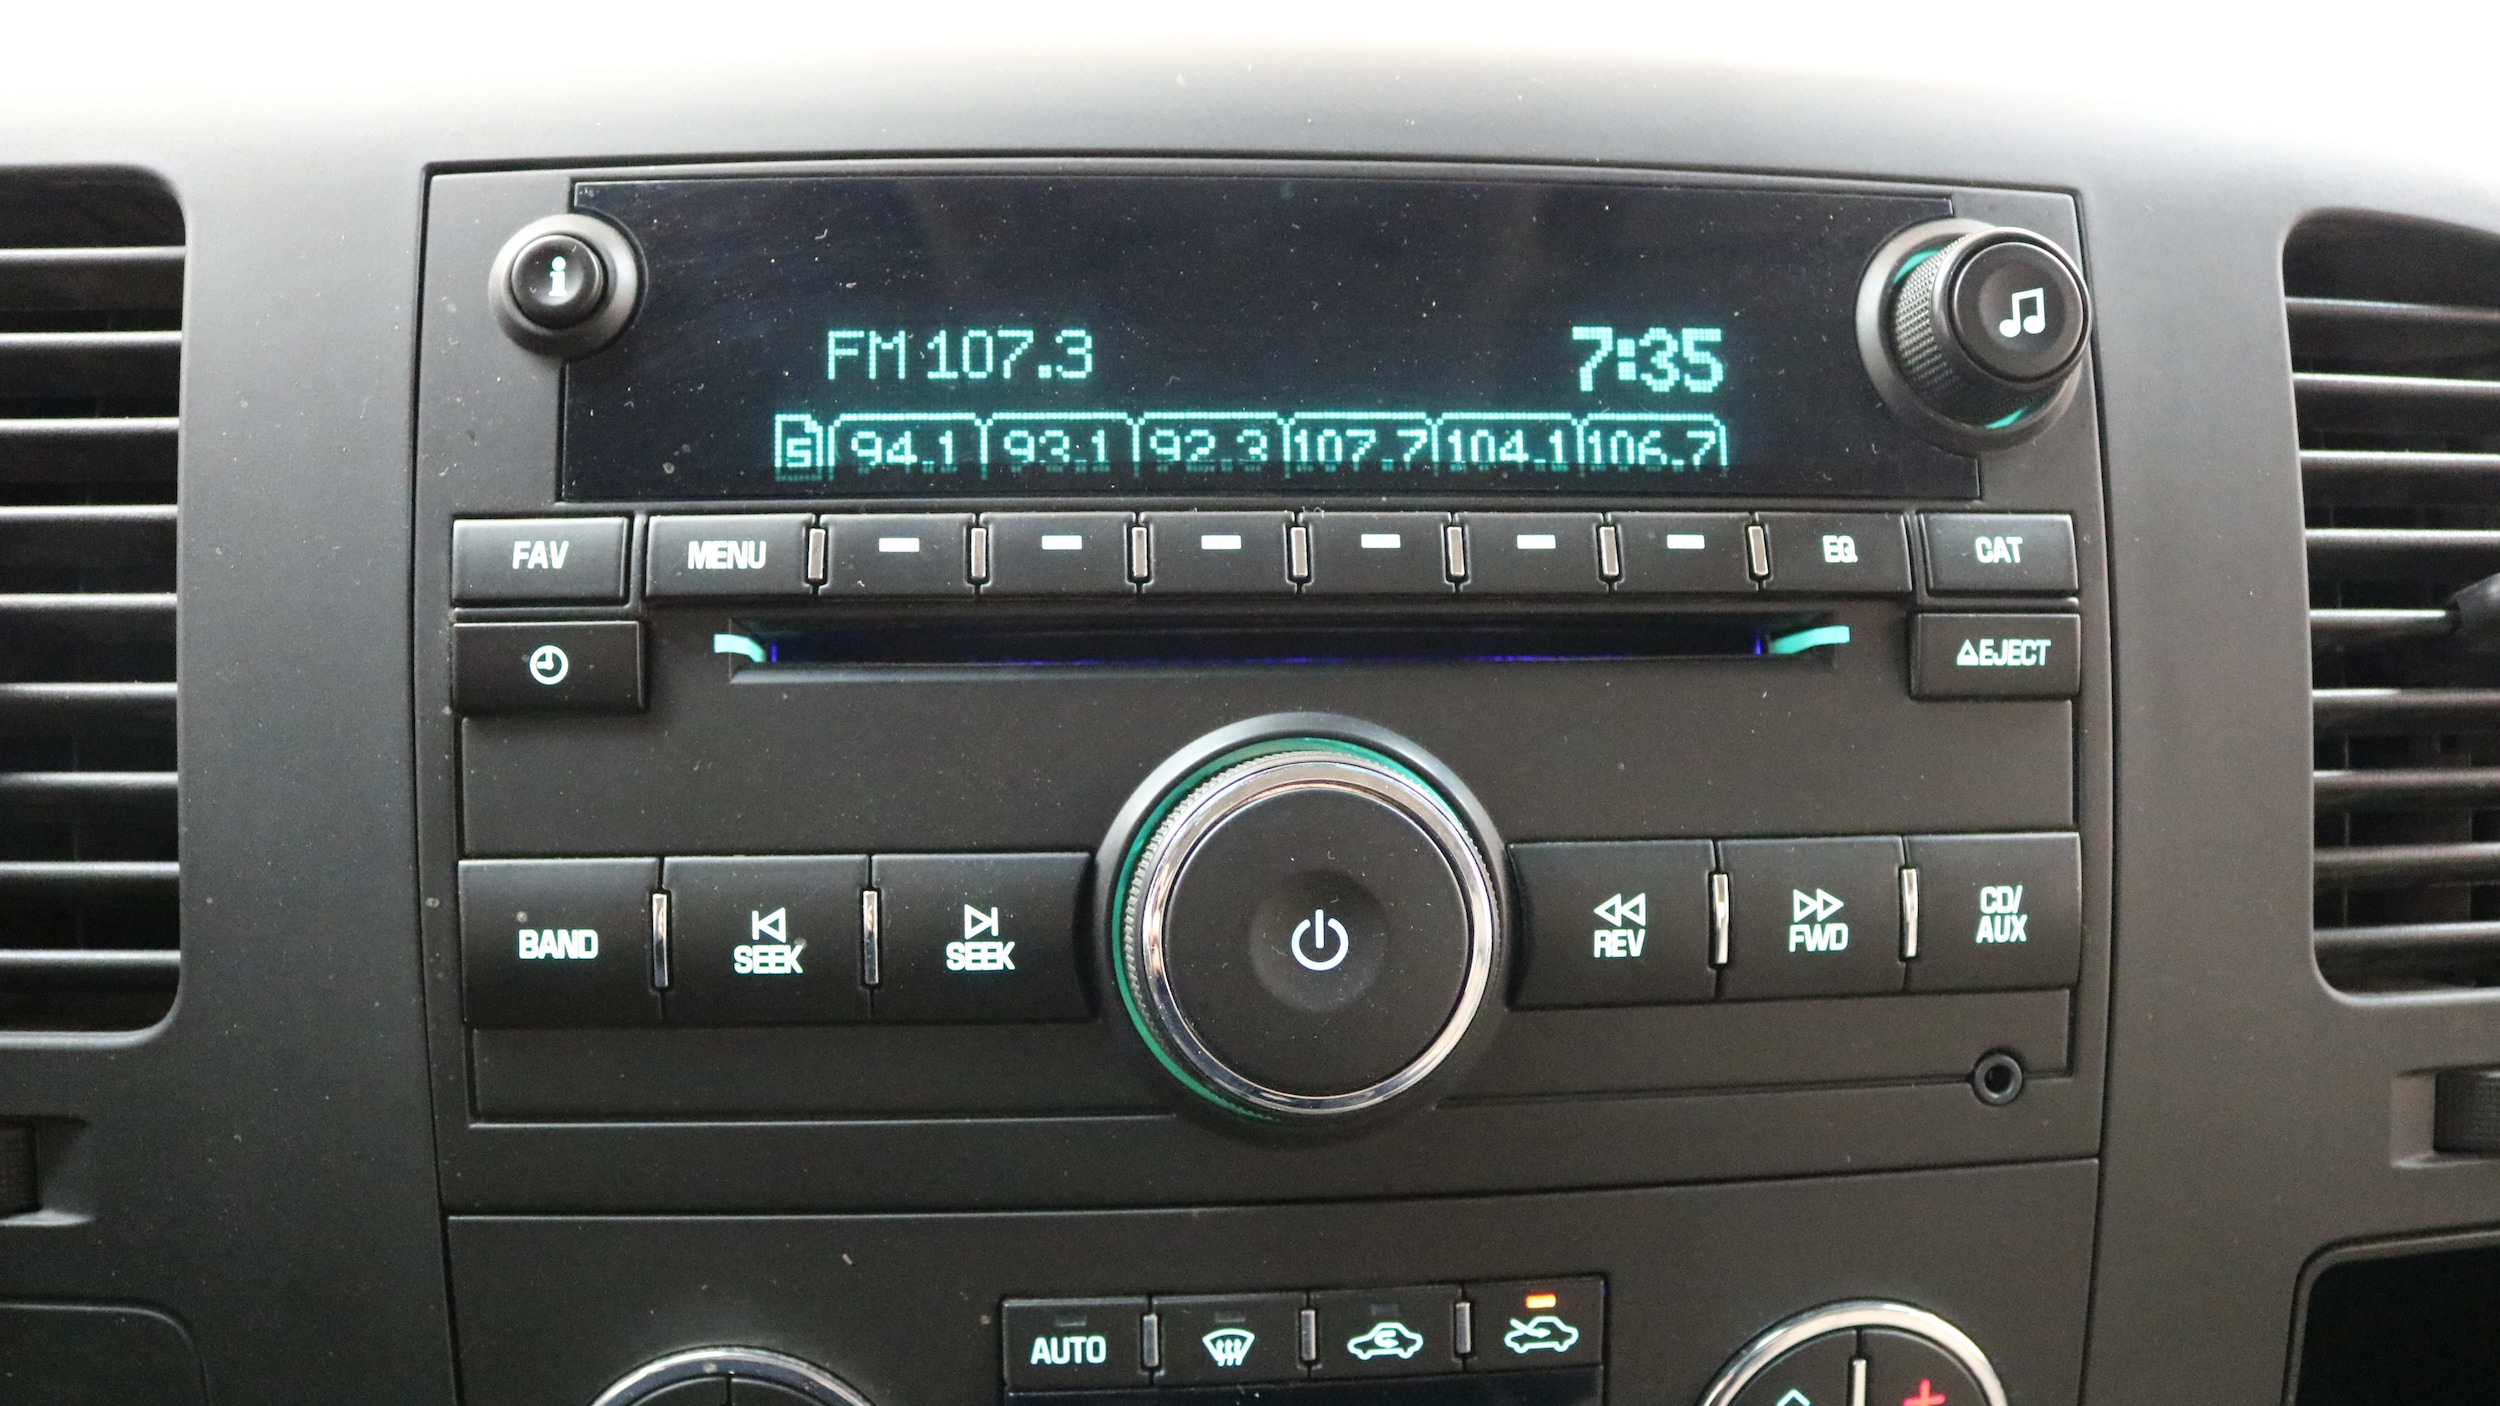 i
FM 107.3 7:35
5 94.1 93.1 92.3 107.7 104.1 106.7
FAV MENU EQ CAT
EJECT
BAND SEEK SEEK REV FWD CD/
AUX
AUTO